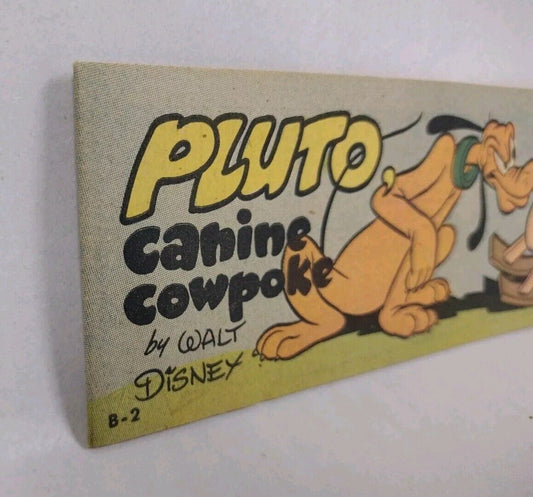 PLUTO
canine
cowpoke
by WALT
DISNEY
B-2